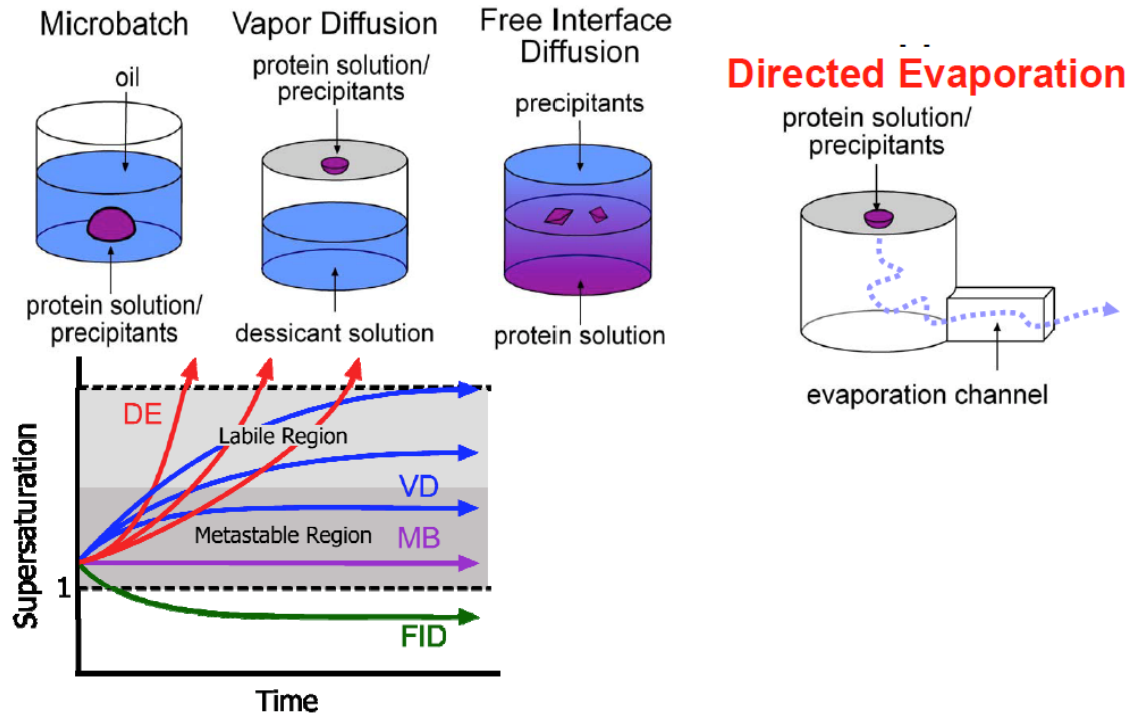 Microbatch
oil
protein solution/
precipitants
Vapor Diffusion
protein solution/
precipitants
dessicant solution
Free Interface
Diffusion
precipitants
protein solution
Directed Evaporation
protein solution/
precipitants
evaporation channel
Supersaturation
1
DE
Labile Region
VD
Metastable Region
MB
FID
Time